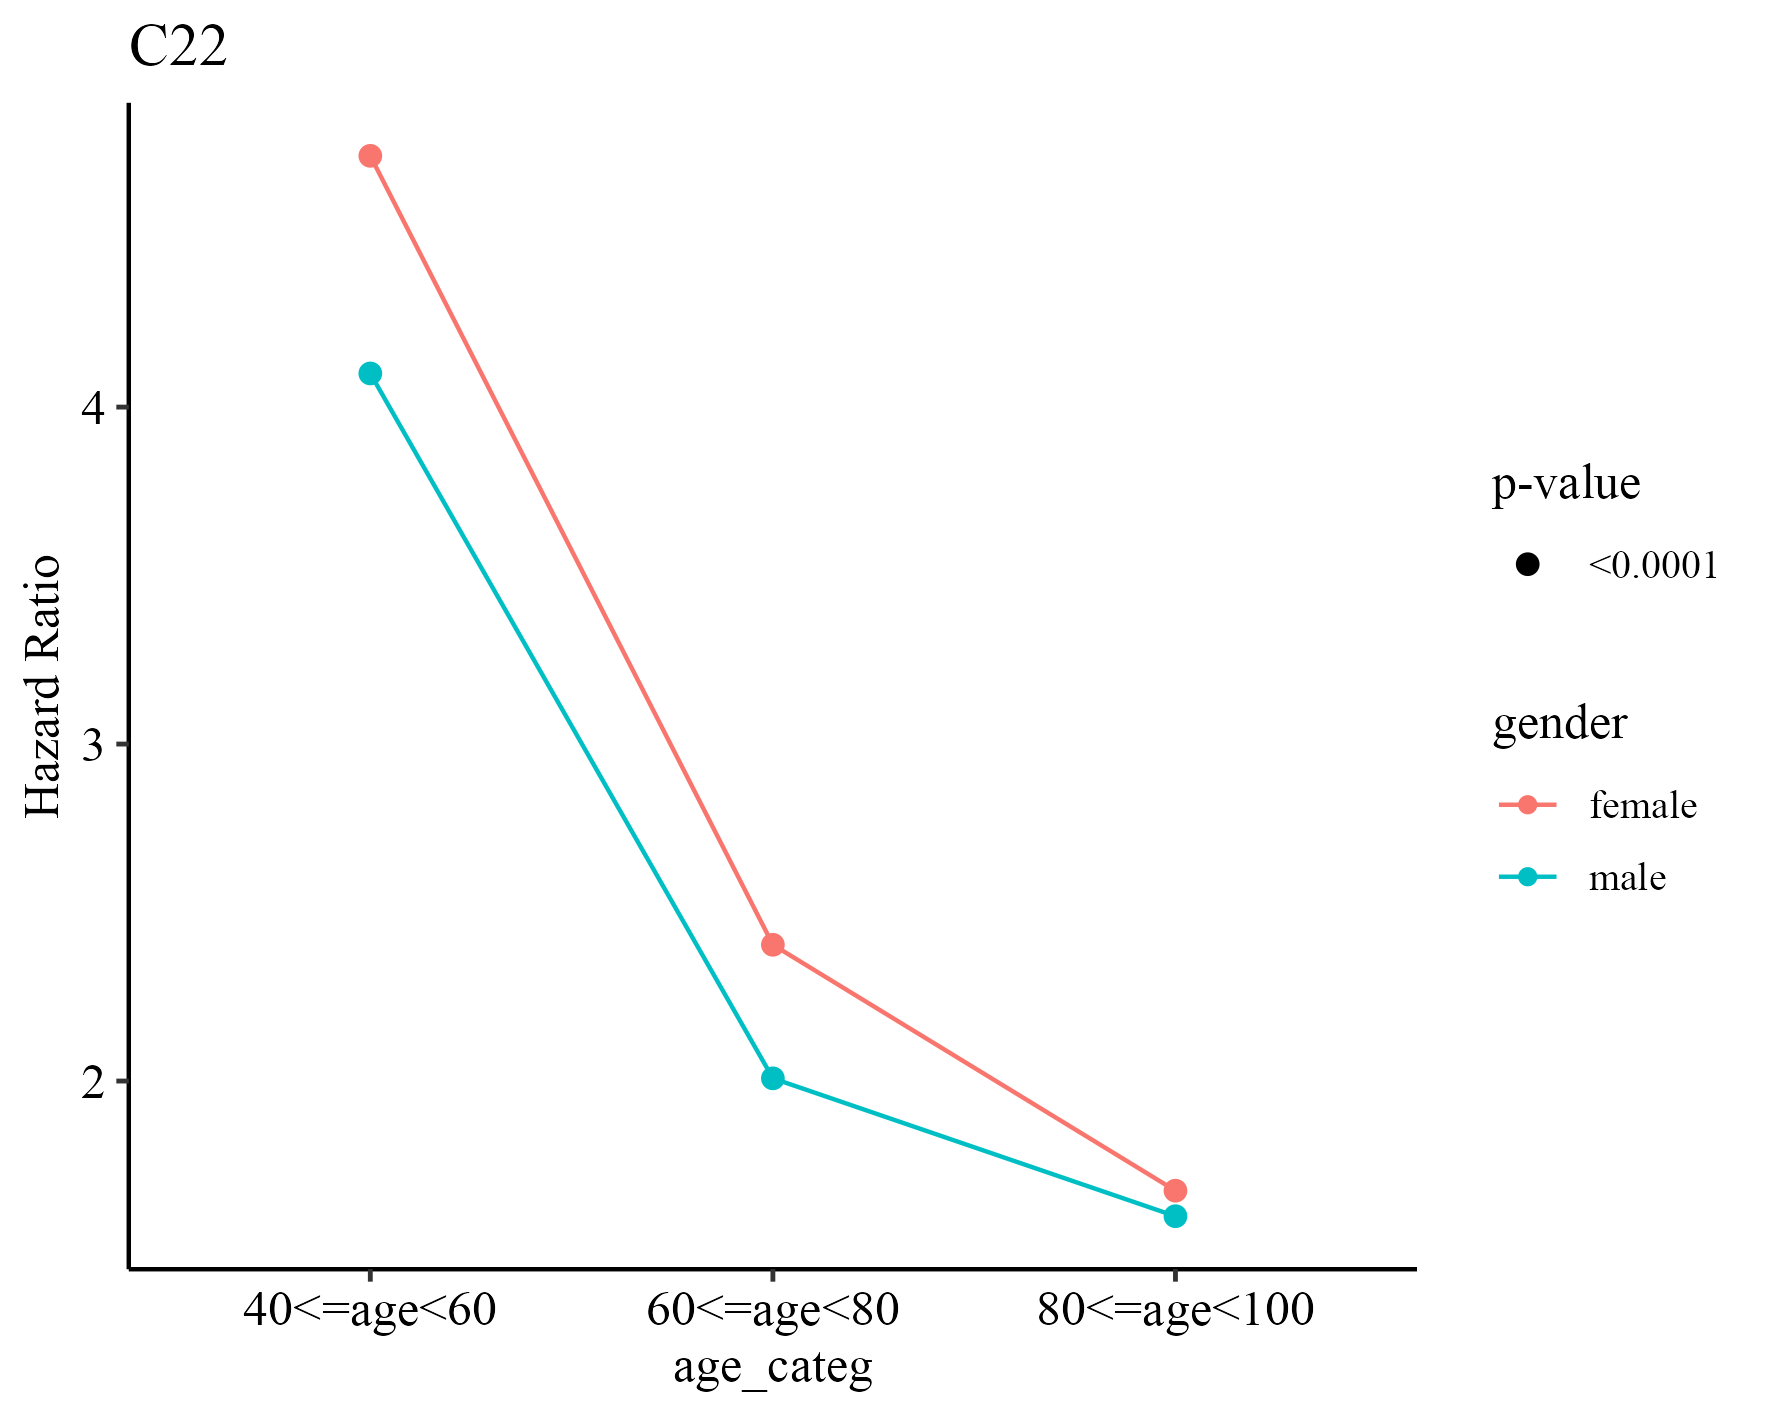 C22
Hazard Ratio
4
3
2
40<=age<60 60<=age<80 80<=age<100
age_categ
p-value
<0.0001
gender
female
male